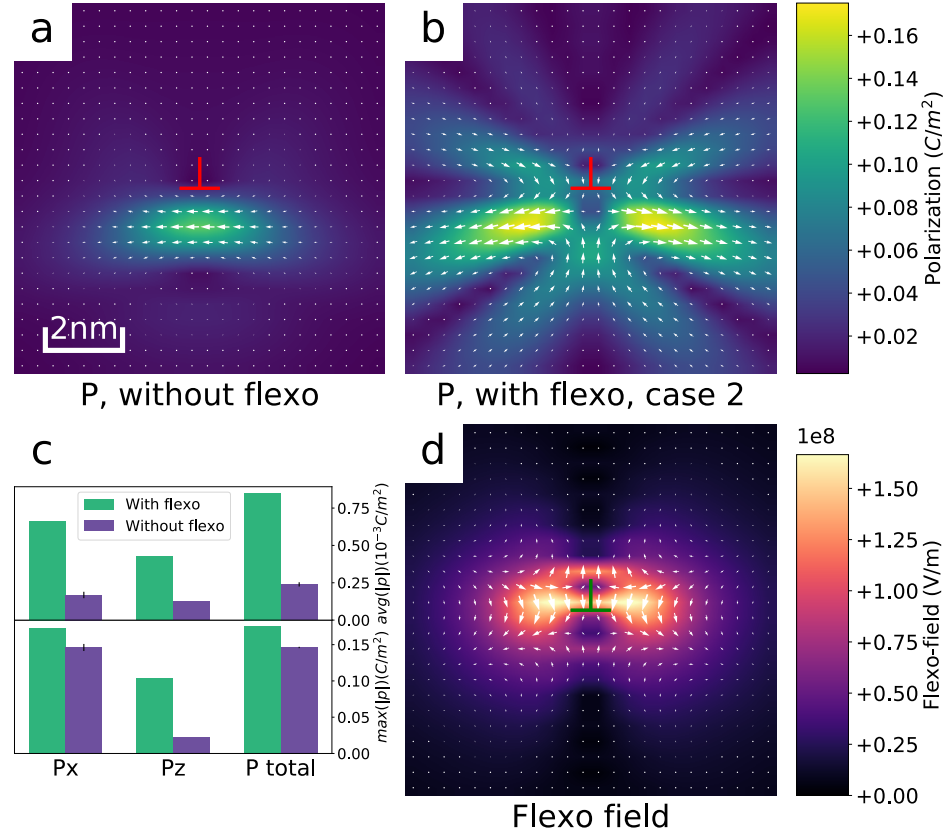 a
b
2nm
P, without flexo
P, with flexo, case 2
+0.16
+0.14
+0.12
+0.10
+0.08
+0.06
+0.04
+0.02
Polarization (C/m²)
c
With flexo
Without flexo
0.75
0.50
0.25
0.00
avg(|p|)(10⁻³C/m²)
0.15
0.10
0.05
0.00
max(|p|)(C/m²)
Px
Pz
P total
d
Flexo field
1e8
+1.50
+1.25
+1.00
+0.75
+0.50
+0.25
+0.00
Flexo-field (V/m)